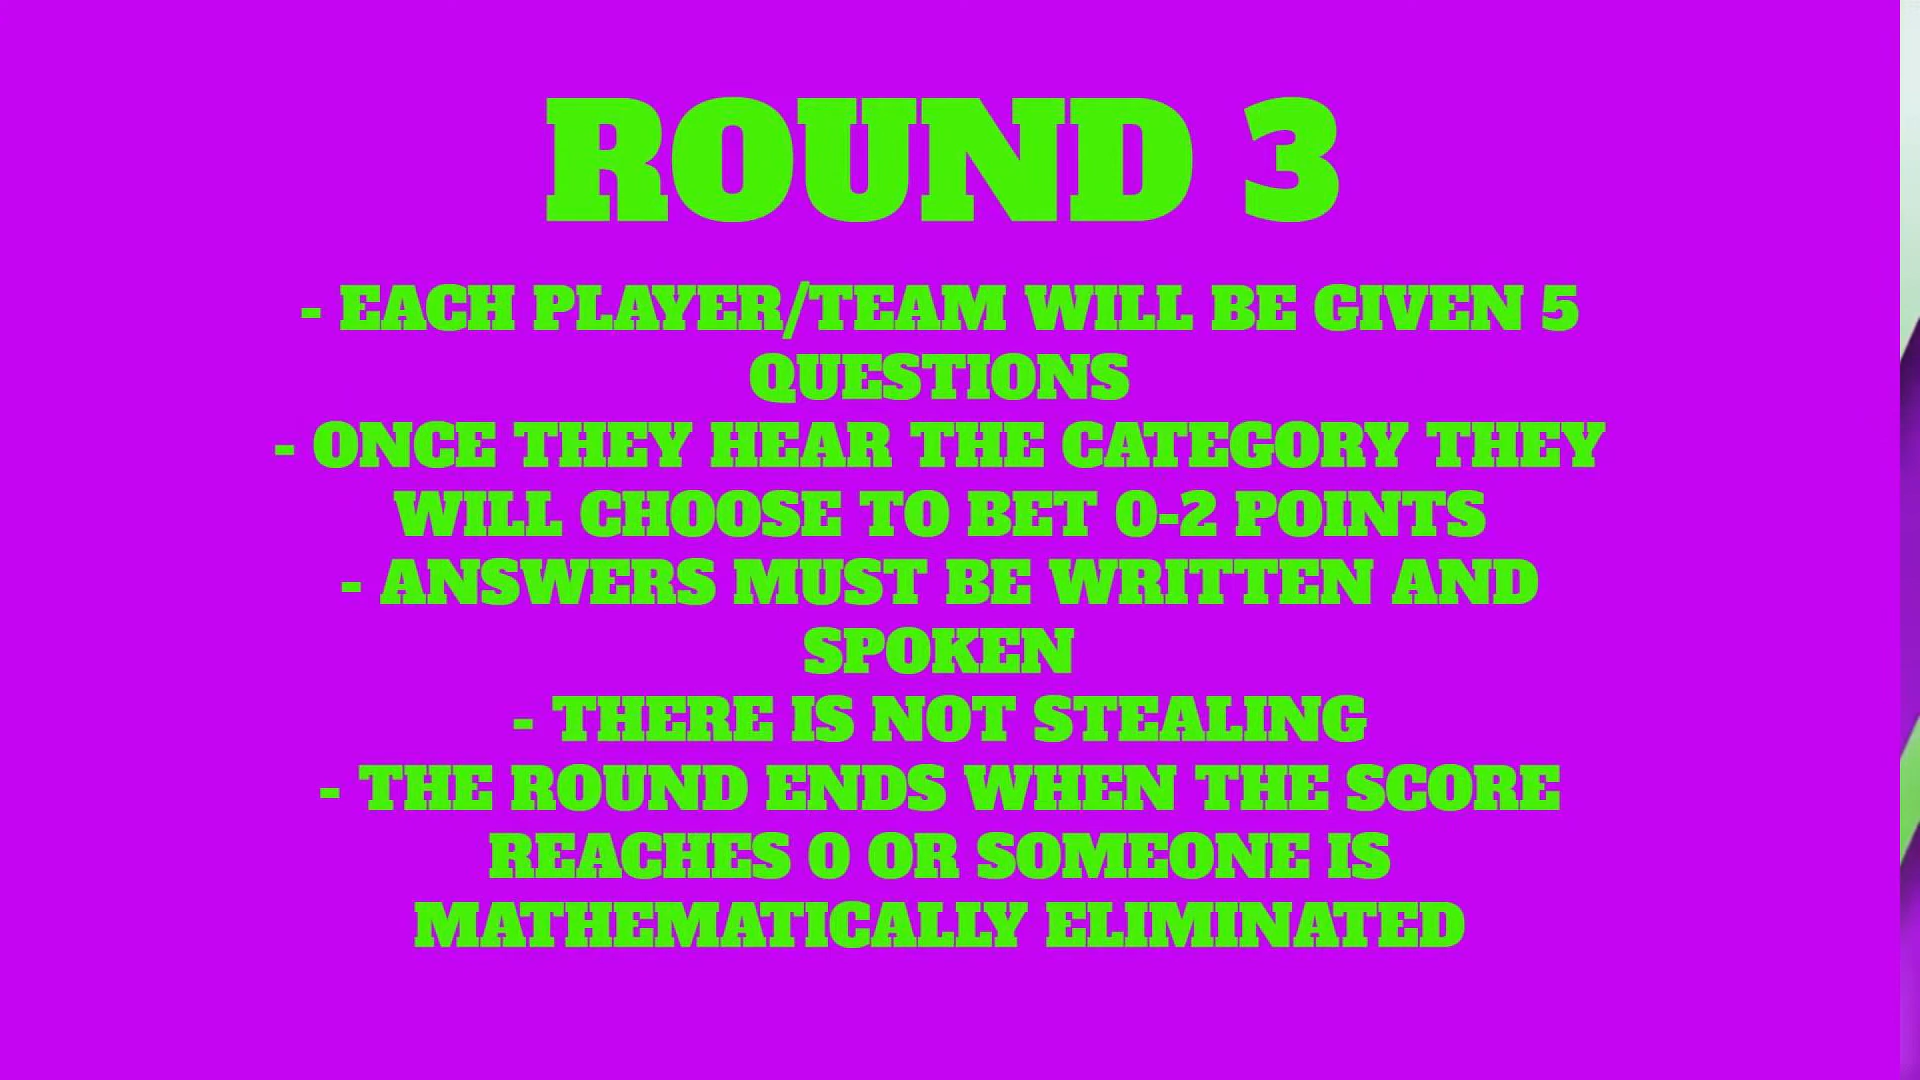 ROUND 3
- EACH PLAYER/TEAM WILL BE GIVEN 5
QUESTIONS
- ONCE THEY HEAR THE CATEGORY THEY
WILL CHOOSE TO BET 0-2 POINTS
- ANSWERS MUST BE WRITTEN AND
SPOKEN
- THERE IS NOT STEALING
- THE ROUND ENDS WHEN THE SCORE
REACHES 0 OR SOMEONE IS
MATHEMATICALLY ELIMINATED